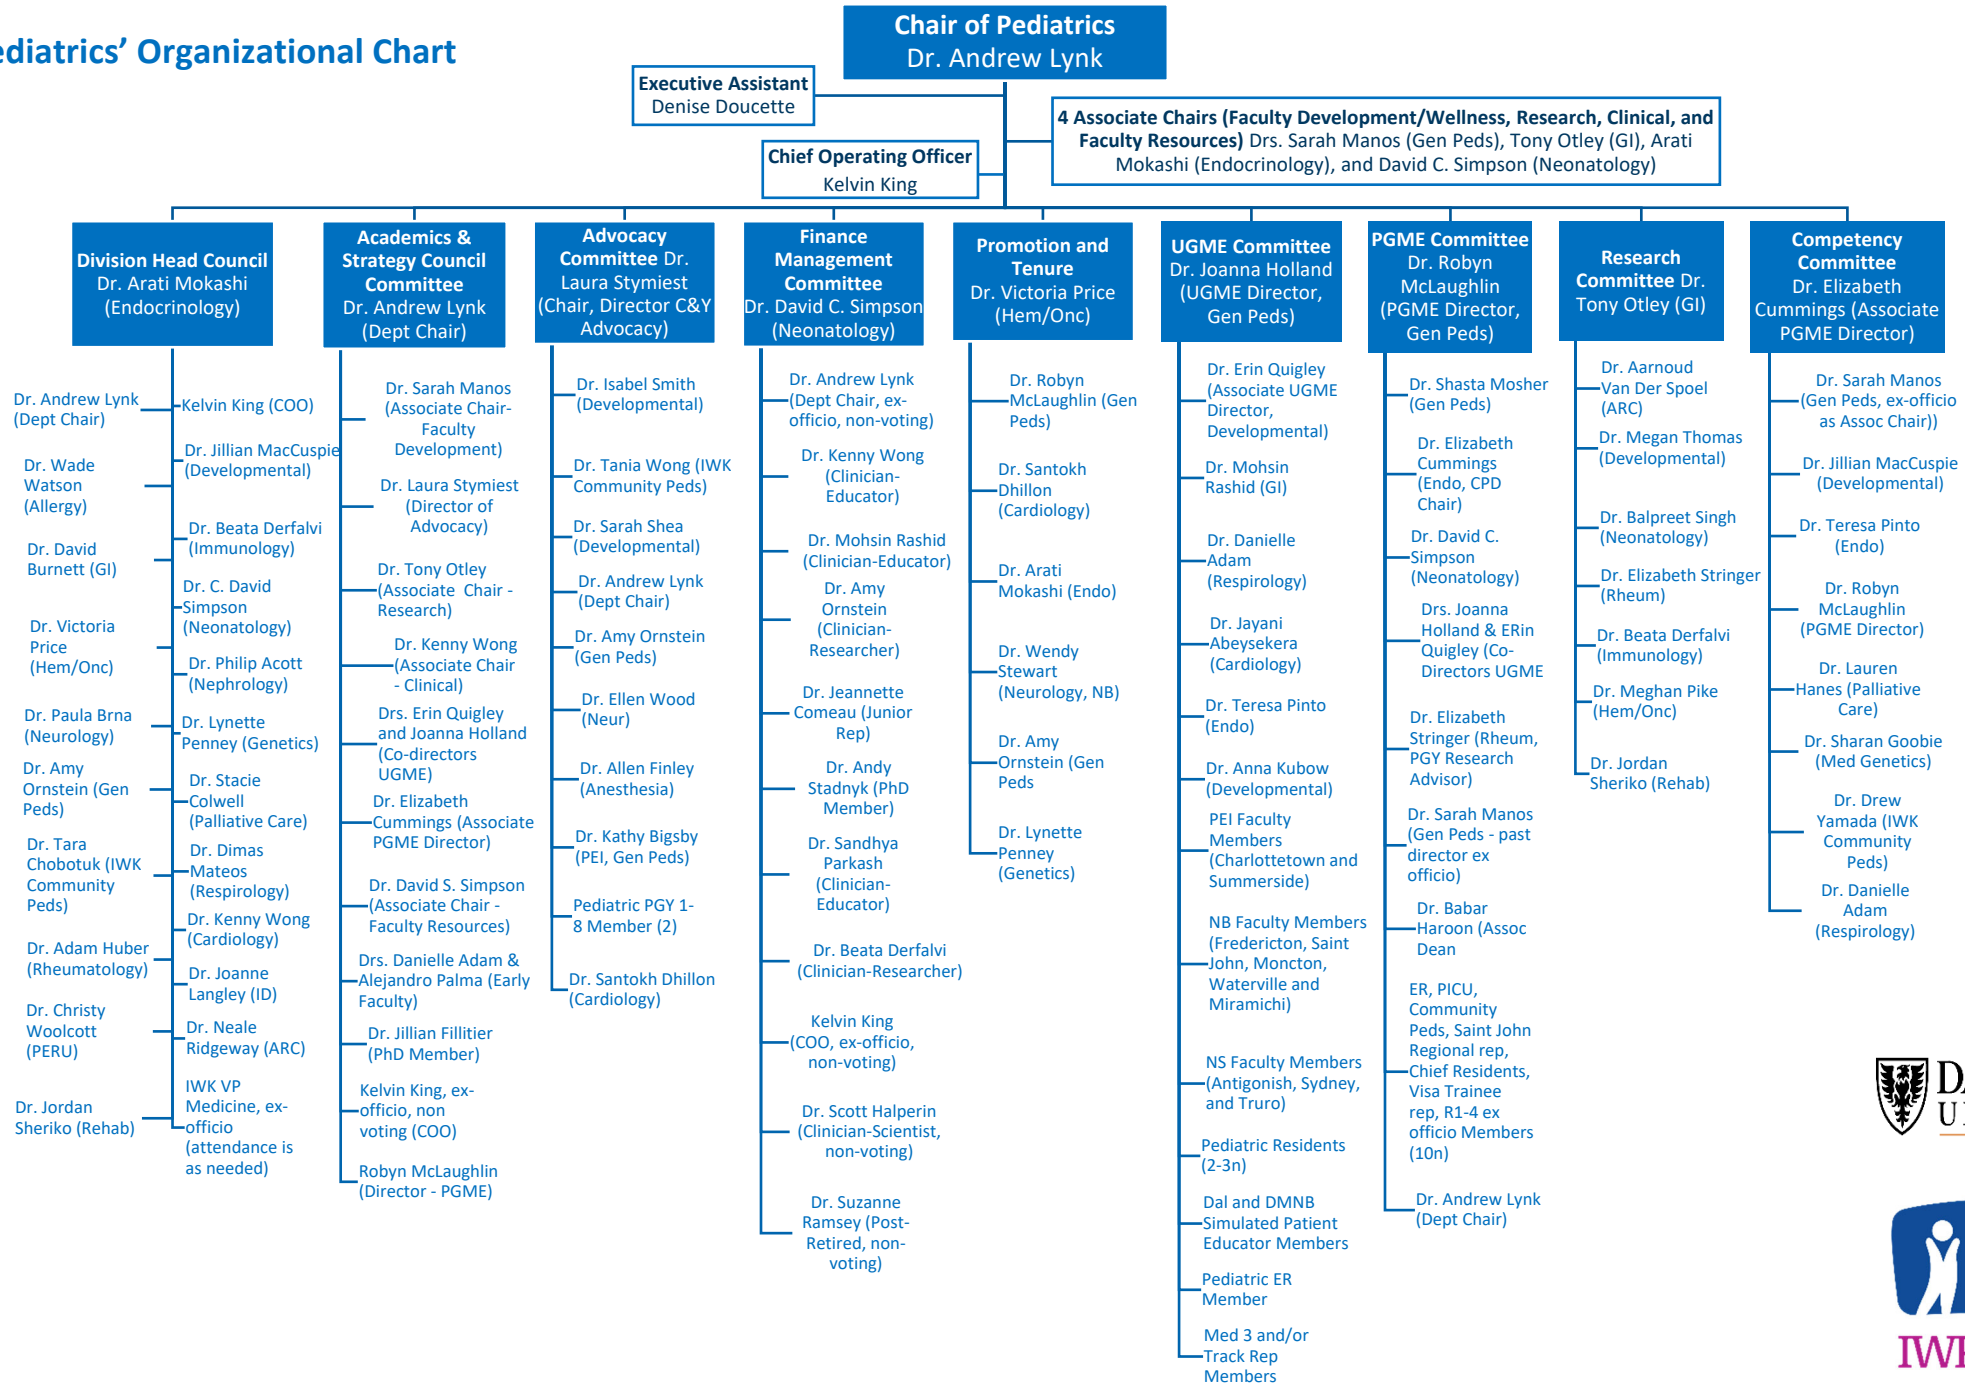 ediatrics’ Organizational Chart
Chair of Pediatrics
Dr. Andrew Lynk
Executive Assistant
Denise Doucette
4 Associate Chairs (Faculty Development/Wellness, Research, Clinical, and
Faculty Resources) Drs. Sarah Manos (Gen Peds), Tony Otley (GI), Arati
Mokashi (Endocrinology), and David C. Simpson (Neonatology)
Chief Operating Officer
Kelvin King
Division Head Council
Dr. Arati Mokashi
(Endocrinology)
Dr. Andrew Lynk
(Dept Chair)
Kelvin King (COO)
Dr. Jillian MacCuspie
(Developmental)
Dr. Wade
Watson
(Allergy)
Dr. Beata Derfalvi
(Immunology)
Dr. David
Burnett (GI)
Dr. C. David
Simpson
(Neonatology)
Dr. Victoria
Price
(Hem/Onc)
Dr. Philip Acott
(Nephrology)
Dr. Paula Brna
(Neurology)
Dr. Lynette
Penney (Genetics)
Dr. Amy
Ornstein (Gen
Peds)
Dr. Stacie
Colwell
(Palliative Care)
Dr. Tara
Chobotuk (IWK
Community
Peds)
Dr. Dimas
Mateos
(Respirology)
Dr. Kenny Wong
(Cardiology)
Dr. Adam Huber
(Rheumatology)
Dr. Joanne
Langley (ID)
Dr. Christy
Woolcott
(PERU)
Dr. Neale
Ridgeway (ARC)
Dr. Jordan
Sheriko (Rehab)
IWK VP
Medicine, ex-
officio
(attendance is
as needed)
Academics &
Strategy Council
Committee
Dr. Andrew Lynk
(Dept Chair)
Dr. Sarah Manos
(Associate Chair-
Faculty
Development)
Dr. Laura Stymiest
(Director of
Advocacy)
Dr. Tony Otley
(Associate Chair -
Research)
Dr. Kenny Wong
(Associate Chair
- Clinical)
Drs. Erin Quigley
and Joanna Holland
(Co-directors
UGME)
Dr. Elizabeth
Cummings (Associate
PGME Director)
Dr. David S. Simpson
(Associate Chair -
Faculty Resources)
Drs. Danielle Adam &
Alejandro Palma (Early
Faculty)
Dr. Jillian Fillitier
(PhD Member)
Kelvin King, ex-
officio, non
voting (COO)
Robyn McLaughlin
(Director - PGME)
Advocacy
Committee Dr.
Laura Stymiest
(Chair, Director C&Y
Advocacy)
Dr. Isabel Smith
(Developmental)
Dr. Tania Wong (IWK
Community Peds)
Dr. Sarah Shea
(Developmental)
Dr. Andrew Lynk
(Dept Chair)
Dr. Amy Ornstein
(Gen Peds)
Dr. Ellen Wood
(Neur)
Dr. Allen Finley
(Anesthesia)
Dr. Kathy Bigsby
(PEI, Gen Peds)
Pediatric PGY 1-
8 Member (2)
Dr. Santokh Dhillon
(Cardiology)
Finance
Management
Committee
Dr. David C. Simpson
(Neonatology)
Dr. Andrew Lynk
(Dept Chair, ex-
officio, non-voting)
Dr. Kenny Wong
(Clinician-
Educator)
Dr. Mohsin Rashid
(Clinician-Educator)
Dr. Amy
Ornstein
(Clinician-
Researcher)
Dr. Jeannette
Comeau (Junior
Rep)
Dr. Andy
Stadnyk (PhD
Member)
Dr. Sandhya
Parkash
(Clinician-
Educator)
Dr. Beata Derfalvi
(Clinician-Researcher)
Kelvin King
(COO, ex-officio,
non-voting)
Dr. Scott Halperin
(Clinician-Scientist,
non-voting)
Dr. Suzanne
Ramsey (Post-
Retired, non-
voting)
Promotion and
Tenure
Dr. Victoria Price
(Hem/Onc)
Dr. Robyn
McLaughlin (Gen
Peds)
Dr. Santokh
Dhillon
(Cardiology)
Dr. Arati
Mokashi (Endo)
Dr. Wendy
Stewart
(Neurology, NB)
Dr. Amy
Ornstein (Gen
Peds
Dr. Lynette
Penney
(Genetics)
UGME Committee
Dr. Joanna Holland
(UGME Director,
Gen Peds)
Dr. Erin Quigley
(Associate UGME
Director,
Developmental)
Dr. Mohsin
Rashid (GI)
Dr. Danielle
Adam
(Respirology)
Dr. Jayani
Abeysekera
(Cardiology)
Dr. Teresa Pinto
(Endo)
Dr. Anna Kubow
(Developmental)
PEI Faculty
Members
(Charlottetown and
Summerside)
NB Faculty Members
(Fredericton, Saint
John, Moncton,
Waterville and
Miramichi)
NS Faculty Members
(Antigonish, Sydney,
and Truro)
Pediatric Residents
(2-3n)
Dal and DMNB
Simulated Patient
Educator Members
Pediatric ER
Member
Med 3 and/or
Track Rep
Members
PGME Committee
Dr. Robyn
McLaughlin
(PGME Director,
Gen Peds)
Dr. Shasta Mosher
(Gen Peds)
Dr. Elizabeth
Cummings
(Endo, CPD
Chair)
Dr. David C.
Simpson
(Neonatology)
Drs. Joanna
Holland & ERin
Quigley (Co-
Directors UGME
Dr. Elizabeth
Stringer (Rheum,
PGY Research
Advisor)
Dr. Sarah Manos
(Gen Peds - past
director ex
officio)
Dr. Babar
Haroon (Assoc
Dean
ER, PICU,
Community
Peds, Saint John
Regional rep,
Chief Residents,
Visa Trainee
rep, R1-4 ex
officio Members
(10n)
Dr. Andrew Lynk
(Dept Chair)
Research
Committee Dr.
Tony Otley (GI)
Dr. Aarnoud
Van Der Spoel
(ARC)
Dr. Megan Thomas
(Developmental)
Dr. Balpreet Singh
(Neonatology)
Dr. Elizabeth Stringer
(Rheum)
Dr. Beata Derfalvi
(Immunology)
Dr. Meghan Pike
(Hem/Onc)
Dr. Jordan
Sheriko (Rehab)
Competency
Committee
Dr. Elizabeth
Cummings (Associate
PGME Director)
Dr. Sarah Manos
(Gen Peds, ex-officio
as Assoc Chair))
Dr. Jillian MacCuspie
(Developmental)
Dr. Teresa Pinto
(Endo)
Dr. Robyn
McLaughlin
(PGME Director)
Dr. Lauren
Hanes (Palliative
Care)
Dr. Sharan Goobie
(Med Genetics)
Dr. Drew
Yamada (IWK
Community
Peds)
Dr. Danielle
Adam
(Respirology)